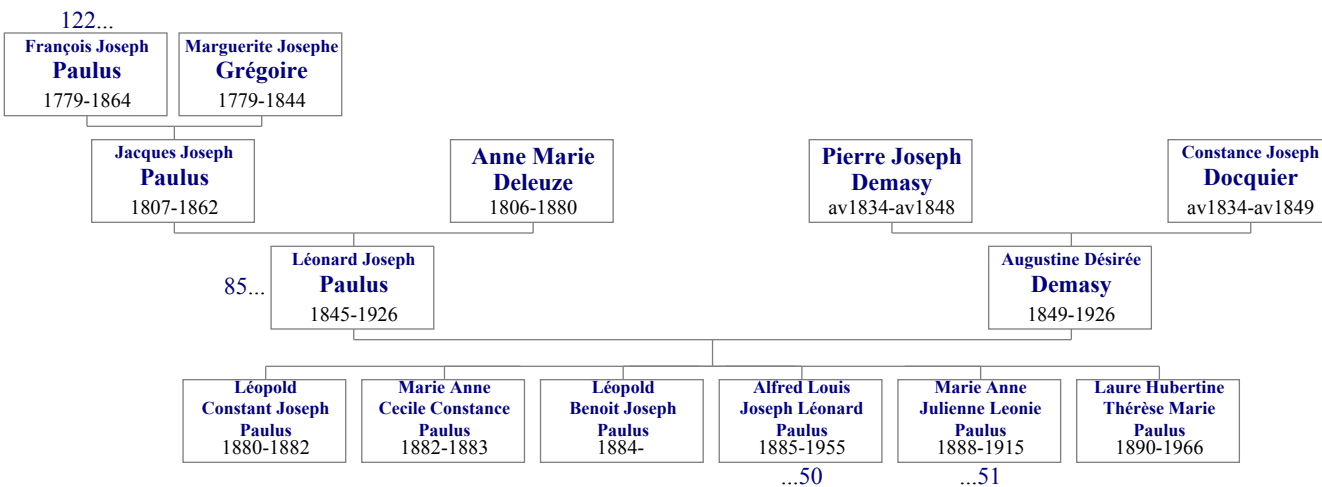 122...
François Joseph
Paulus
1779-1864
Marguerite Josephe
Grégoire
1779-1844
Jacques Joseph
Paulus
1807-1862
Anne Marie
Deleuze
1806-1880
Pierre Joseph
Demasy
av1834-av1848
Constance Joseph
Docquier
av1834-av1849
85...
Léonard Joseph
Paulus
1845-1926
Augustine Désirée
Demasy
1849-1926
Léopold
Constant Joseph
Paulus
1880-1882
Marie Anne
Cecile Constance
Paulus
1882-1883
Léopold
Benoit Joseph
Paulus
1884-
Alfred Louis
Joseph Léonard
Paulus
1885-1955
...50
Marie Anne
Julienne Leonie
Paulus
1888-1915
...51
Laure Hubertine
Thérèse Marie
Paulus
1890-1966